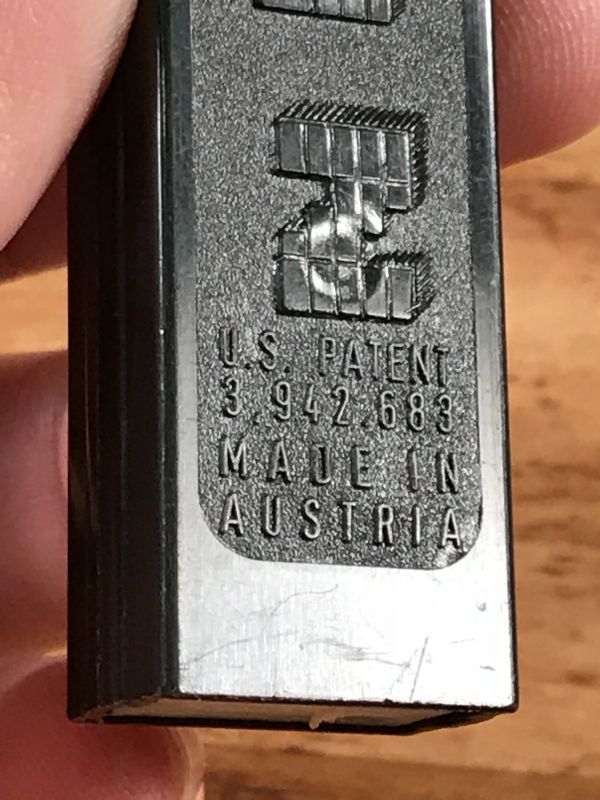 Z
U.S. PATENT
3.942.683
MADE IN
AUSTRIA